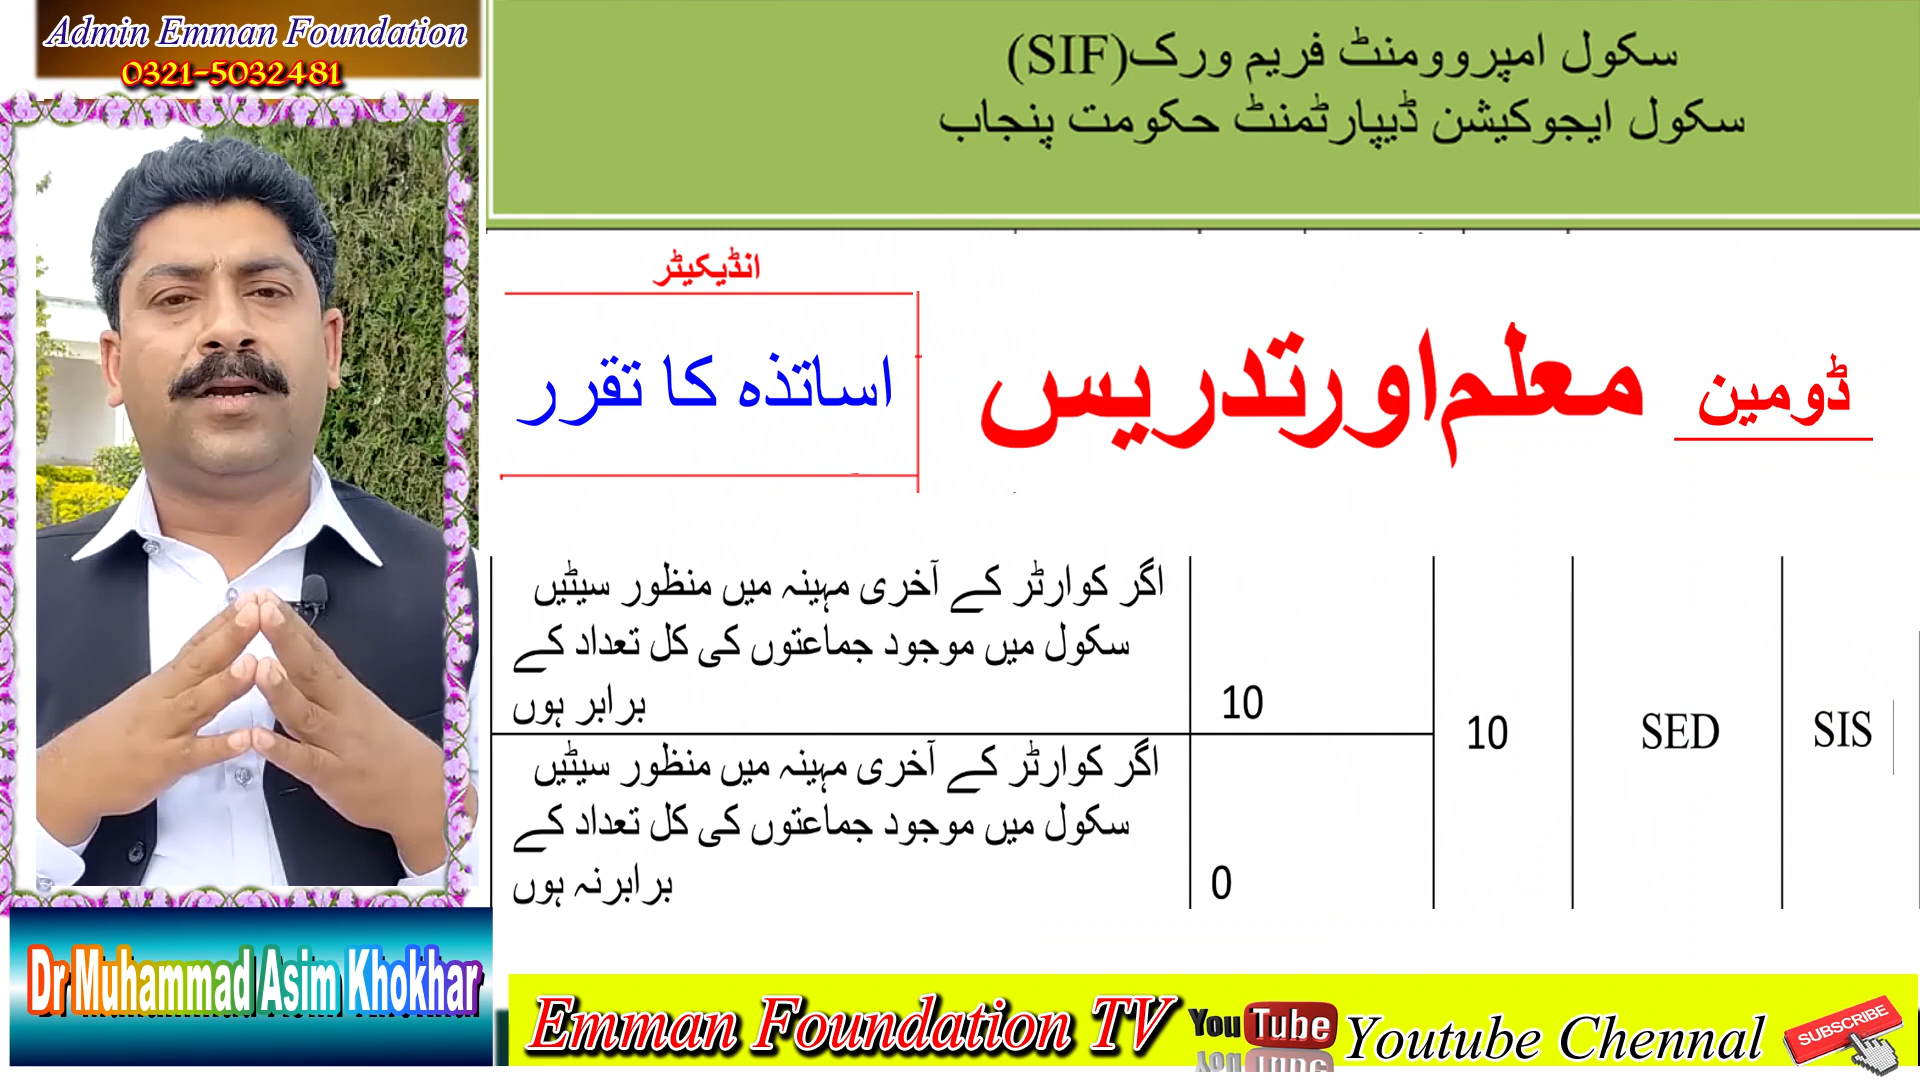 Admin Emman Foundation
0321-5032481
سکول امپروومنٹ فریم ورک(SIF)
سکول ایجوکیشن ڈیپارٹمنٹ حکومت پنجاب
ڈومین
معلم اور تدریس
انڈیکیٹر
اساتذہ کا تقرر
اگر کوارٹر کے آخری مہینہ میں منظور سیٹیں
سکول میں موجود جماعتوں کی کل تعداد کے
برابر ہوں
10
10
SED
SIS
اگر کوارٹر کے آخری مہینہ میں منظور سیٹیں
سکول میں موجود جماعتوں کی کل تعداد کے
برابرنہ ہوں
0
Dr Muhammad Asim Khokhar
Emman Foundation TV
YouTube
Youtube Chennal
SUBSCRIBE